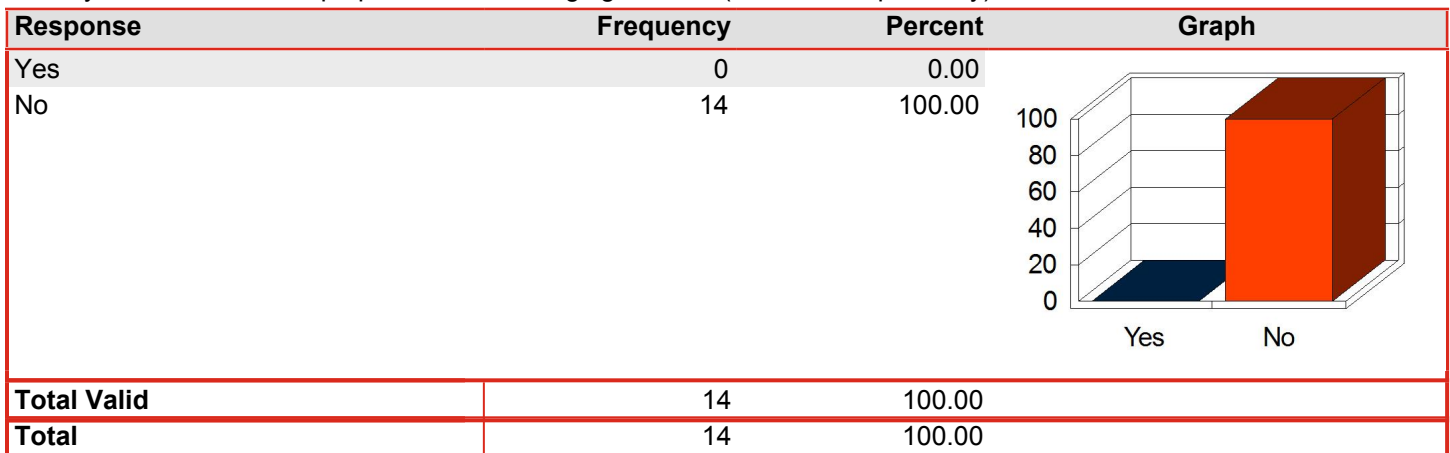 Response Frequency Percent Graph
Yes 0 0.00
No 14 100.00
100
80
60
40
20
0
Yes No
Total Valid 14 100.00
Total 14 100.00